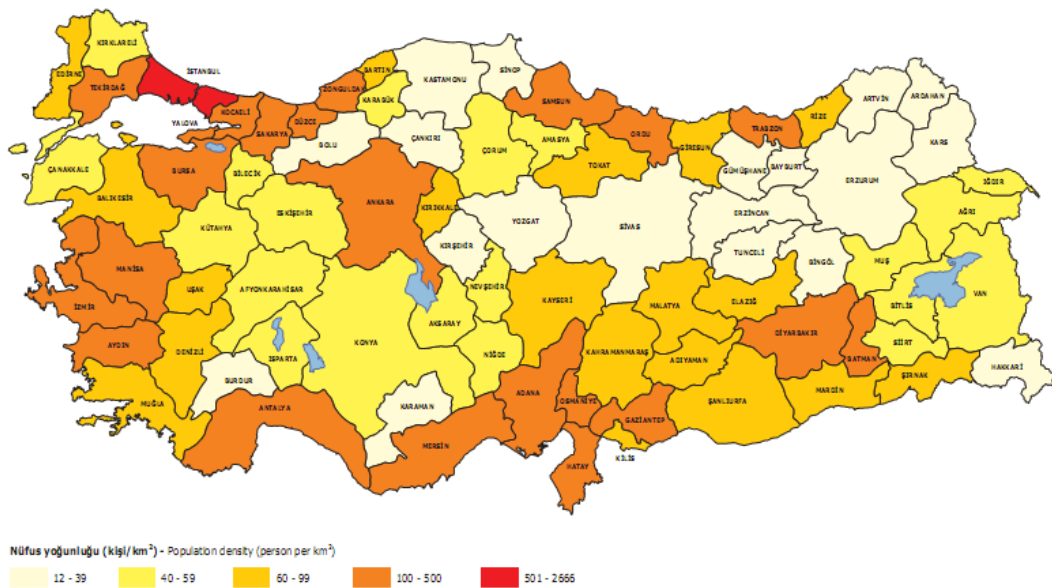 KIRKLARELİ
EDİRNE
TEKİRDAĞ
İSTANBUL
KOCAELİ
YALOVA
SAKARYA
DÜZCE
ZONGULDAK
BARTIN
KARABÜK
KASTAMONU
SİNOP
SAMSUN
ORDU
GİRESUN
TRABZON
RİZE
ARTVİN
ARDAHAN
KARS
ÇANAKKALE
BALIKESİR
BURSA
BİLECİK
BOLU
ÇANKIRI
ÇORUM
AMASYA
TOKAT
GÜMÜŞHANE
BAYBURT
ERZURUM
IĞDIR
AĞRI
KÜTAHYA
ESKİŞEHİR
ANKARA
KIRIKKALE
KIRŞEHİR
YOZGAT
SİVAS
ERZİNCAN
TUNCELİ
BİNGÖL
MUŞ
BİTLİS
VAN
MANİSA
İZMİR
UŞAK
AFYONKARAHİSAR
KONYA
AKSARAY
NEVŞEHİR
KAYSERİ
MALATYA
ELAZIĞ
DİYARBAKIR
BATMAN
SİİRT
AYDIN
DENİZLİ
ISPARTA
BURDUR
NİĞDE
KAHRAMANMARAŞ
ADIYAMAN
ŞANLIURFA
MARDİN
ŞIRNAK
HAKKARİ
MUĞLA
ANTALYA
KARAMAN
MERSİN
ADANA
OSMANİYE
GAZİANTEP
KİLİS
HATAY
Nüfus yoğunluğu (kişi/km²) - Population density (person per km²)
12 - 39
40 - 59
60 - 99
100 - 500
501 - 2666